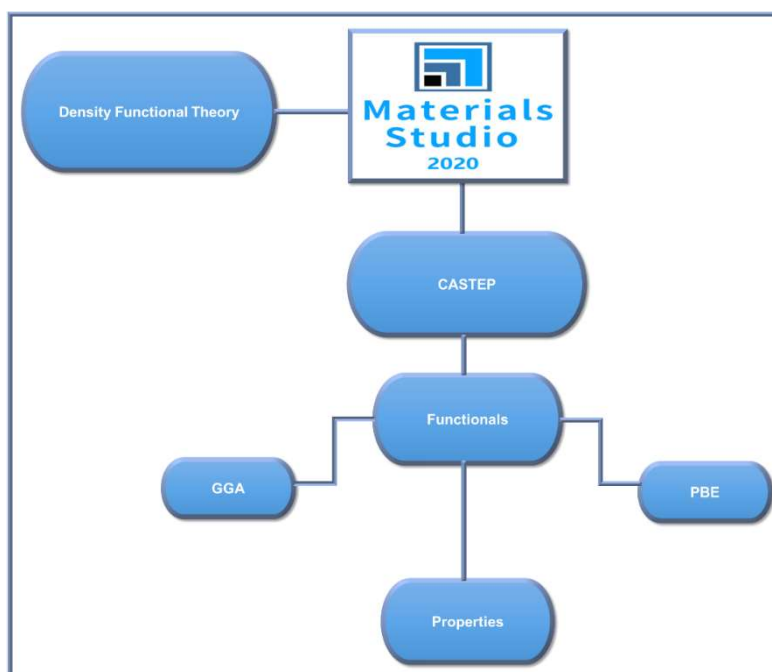 Density Functional Theory
Materials
Studio
2020
CASTEP
Functionals
GGA
PBE
Properties